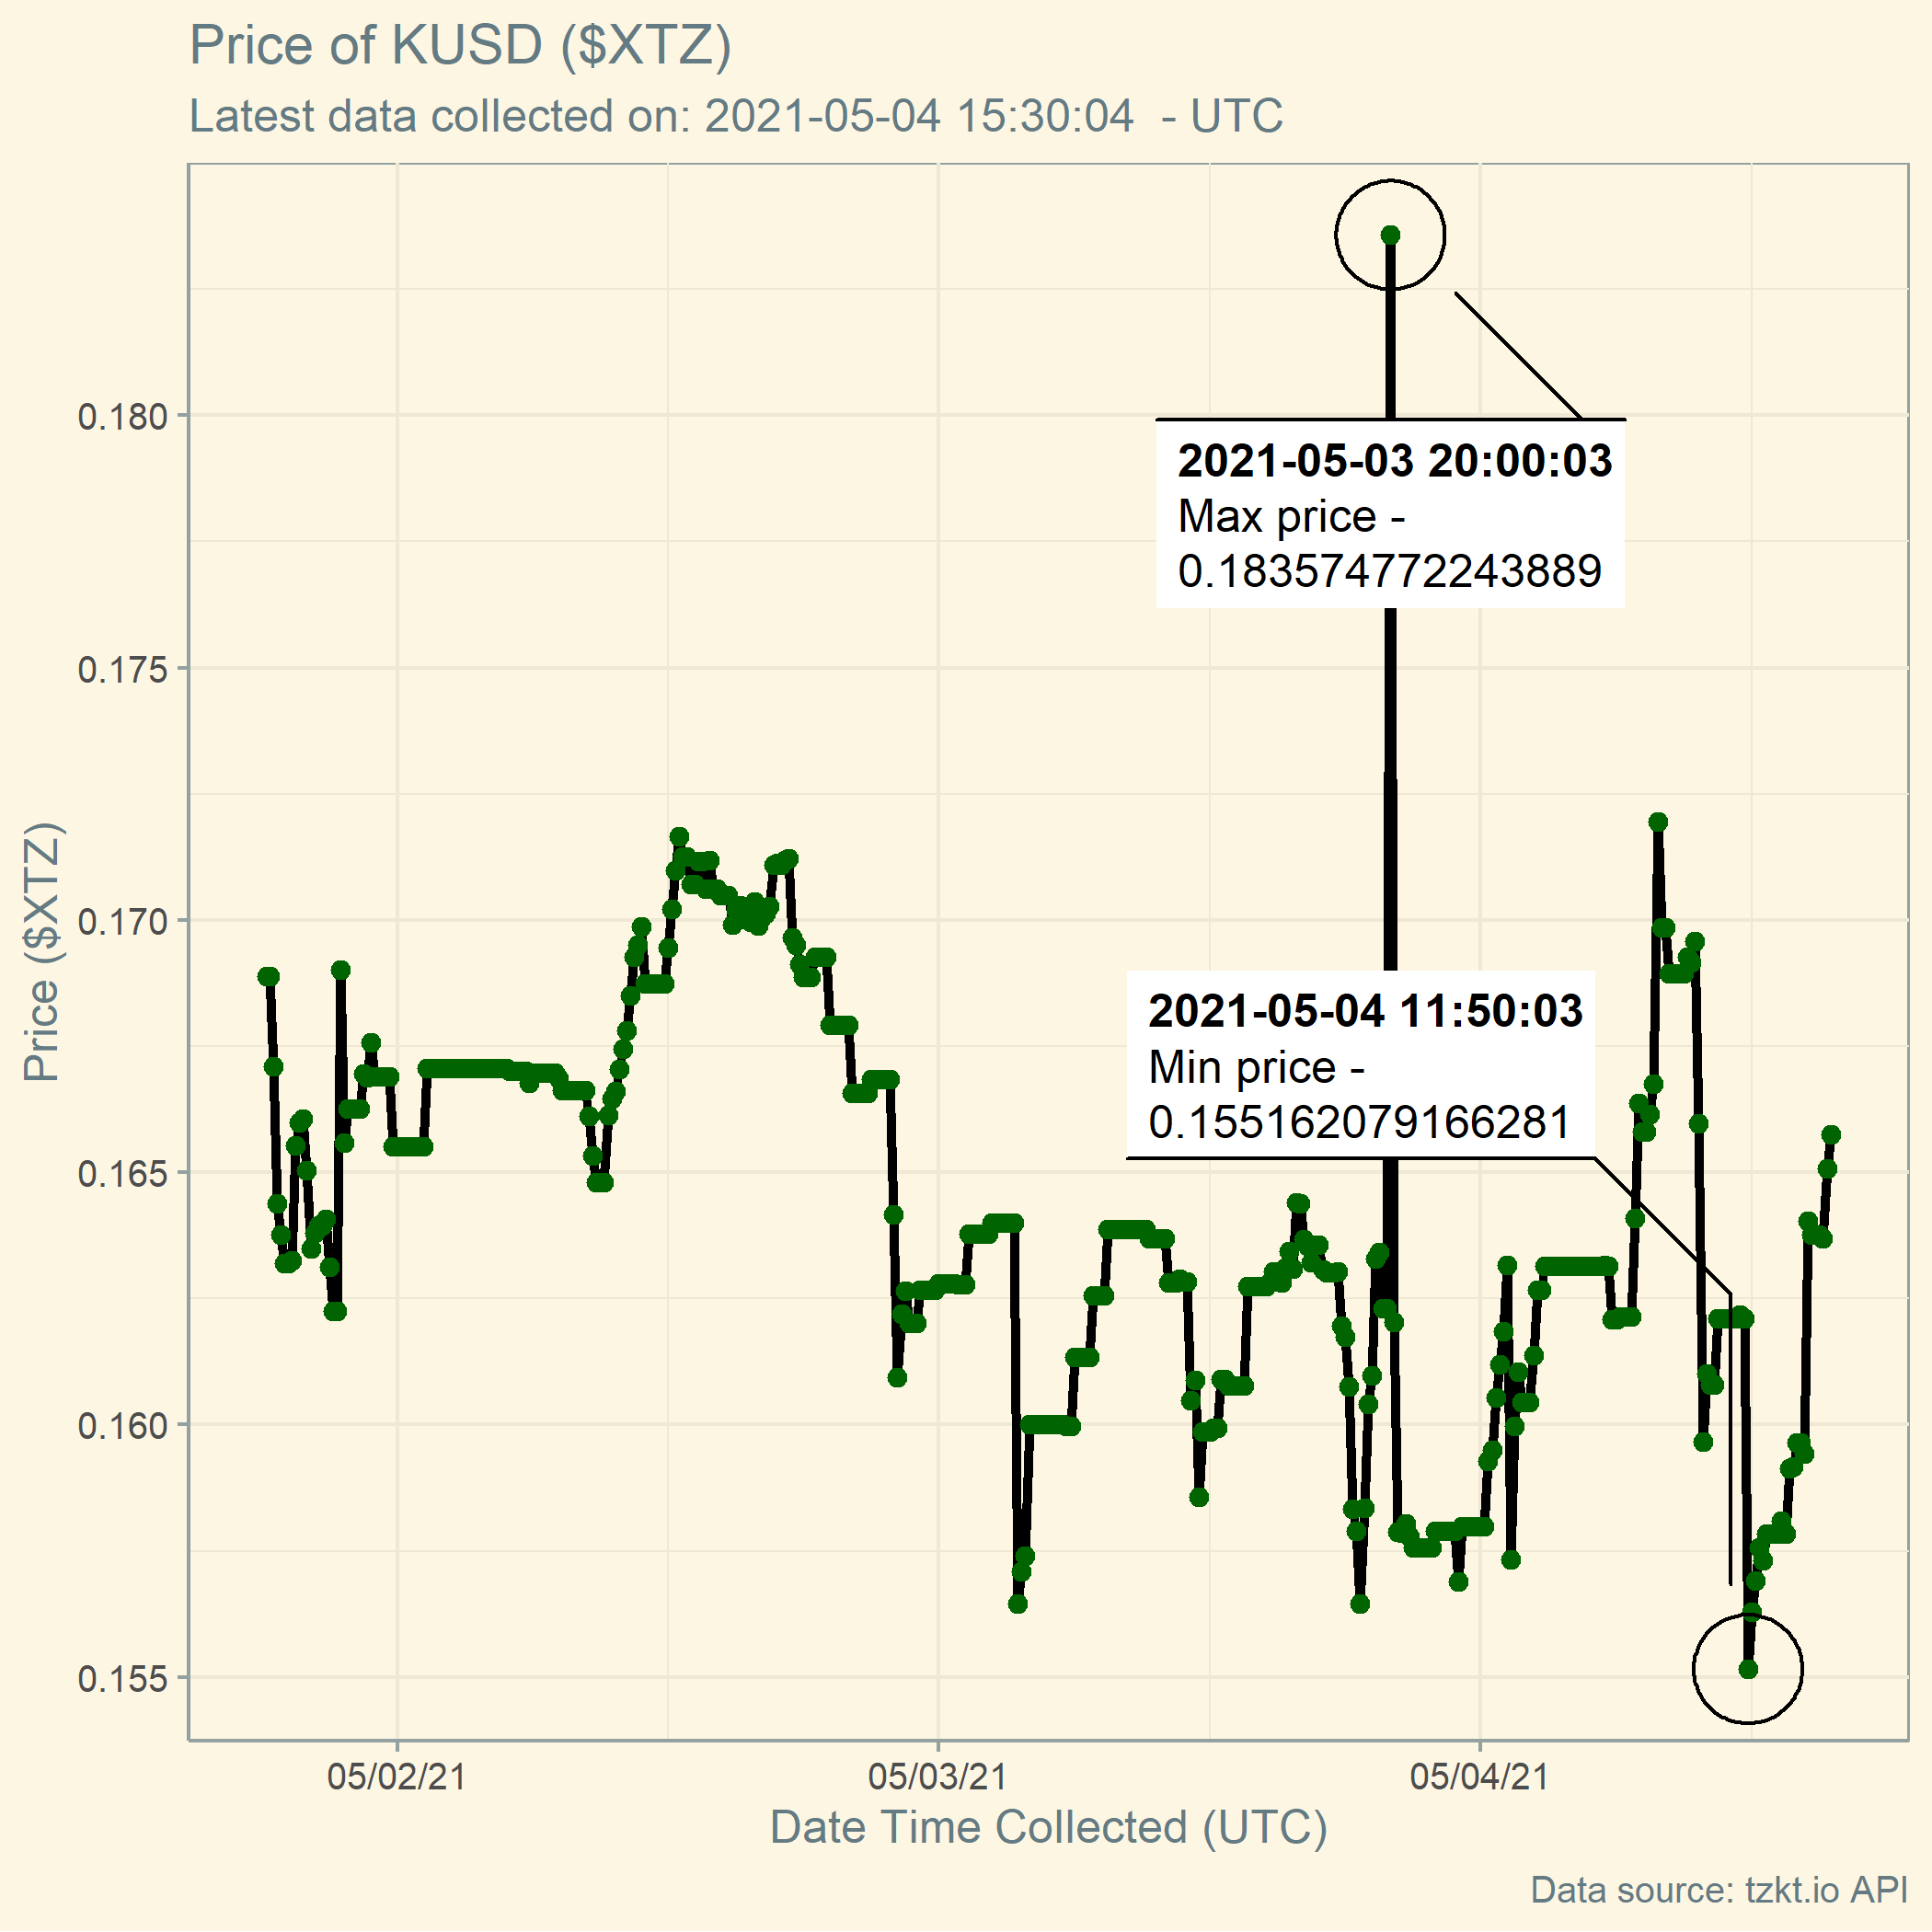 Price of KUSD ($XTZ)
Latest data collected on: 2021-05-04 15:30:04  - UTC
Price ($XTZ)
0.180
0.175
0.170
0.165
0.160
0.155
2021-05-03 20:00:03
Max price -
0.183574772243889
2021-05-04 11:50:03
Min price -
0.155162079166281
05/02/21
05/03/21
05/04/21
Date Time Collected (UTC)
Data source: tzkt.io API